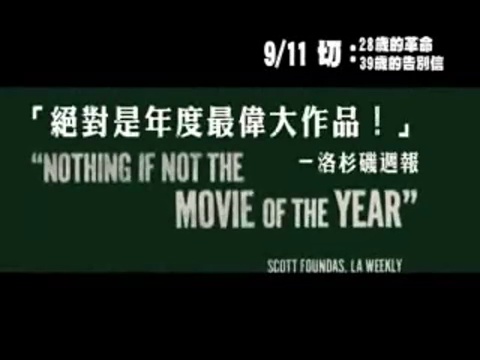 9/11 切：28歲的革命
39歲的告別信
「絕對是年度最偉大作品！」
"NOTHING IF NOT THE
－洛杉磯週報
MOVIE OF THE YEAR"
SCOTT FOUNDAS, LA WEEKLY